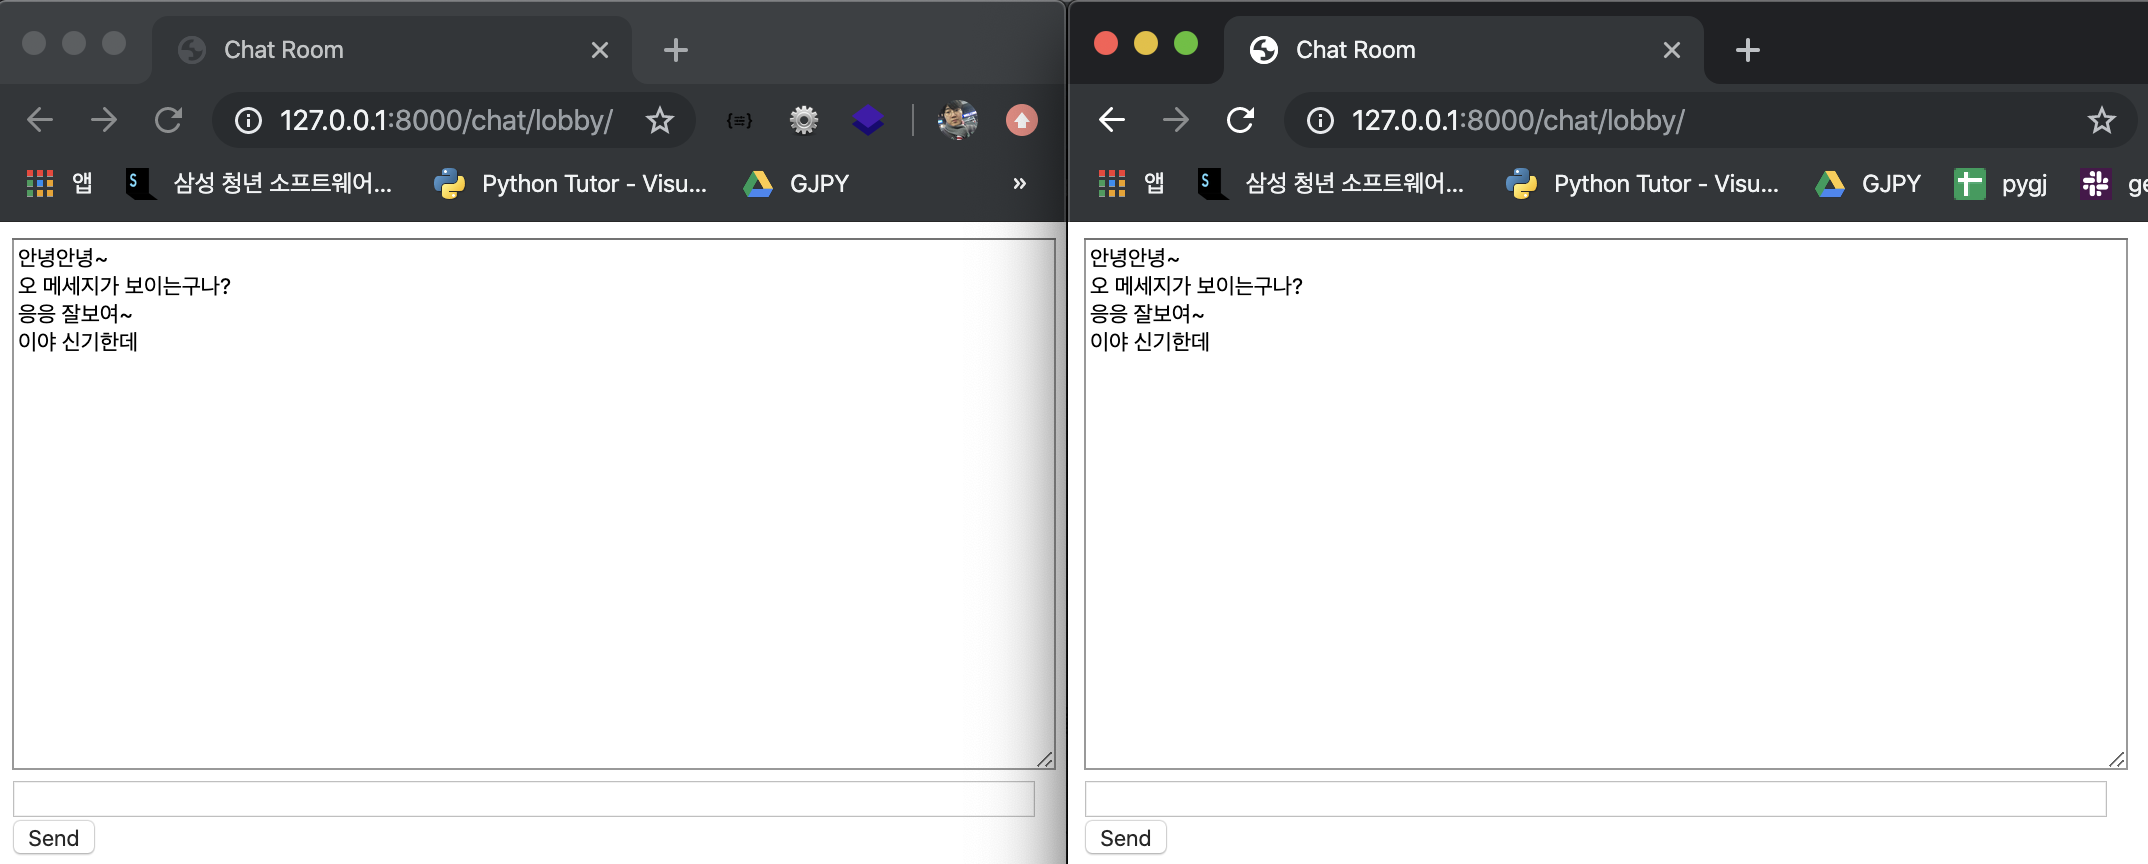 Chat Room
127.0.0.1:8000/chat/lobby/
앱 삼성 청년 소프트웨어... Python Tutor - Visu... GJPY »
안녕안녕~
오 메세지가 보이는구나?
응응 잘보여~
이야 신기한데
Send
Chat Room
127.0.0.1:8000/chat/lobby/
앱 삼성 청년 소프트웨어... Python Tutor - Visu... GJPY pygj
안녕안녕~
오 메세지가 보이는구나?
응응 잘보여~
이야 신기한데
Send